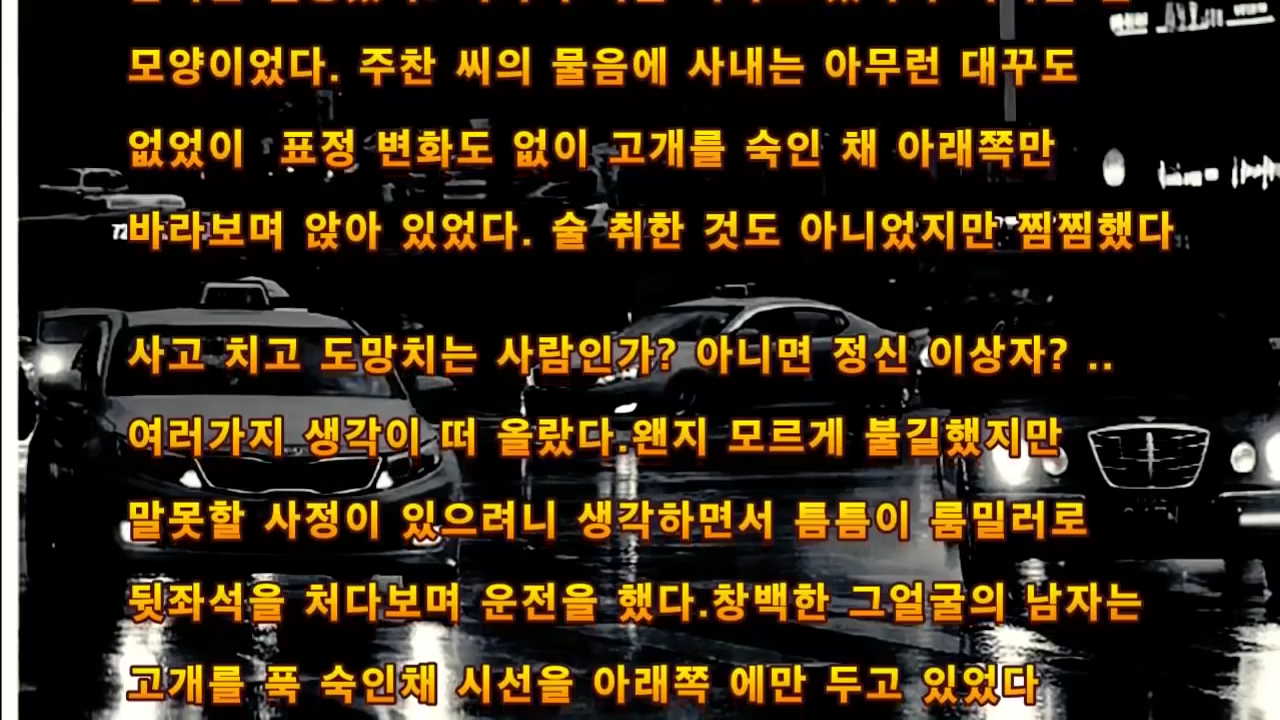 모양이었다. 주찬 씨의 물음에 사내는 아무런 대꾸도
없었이 표정 변화도 없이 고개를 숙인 채 아래쪽만
바라보며 앉아 있었다. 술 취한 것도 아니었지만 찜찜했다
사고 치고 도망치는 사람인가? 아니면 정신 이상자? ..
여러가지 생각이 떠 올랐다.왠지 모르게 불길했지만
말못할 사정이 있으려니 생각하면서 틈틈이 룸밀러로
뒷좌석을 처다보며 운전을 했다.창백한 그얼굴의 남자는
고개를 푹 숙인채 시선을 아래쪽 에만 두고 있었다